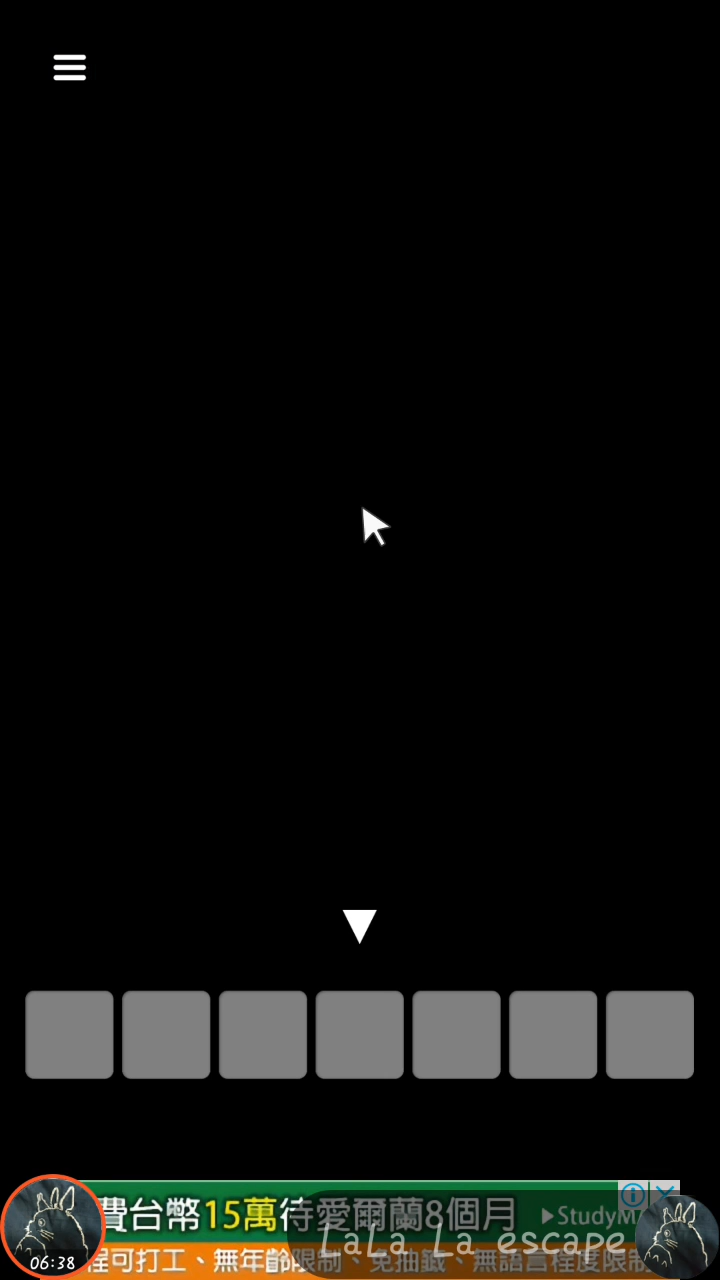 費台幣15萬待愛爾蘭8個月
StudyM
程可打工、無年齡限制、免抽籤、無語言程度限制
LaLa La escape
06:38